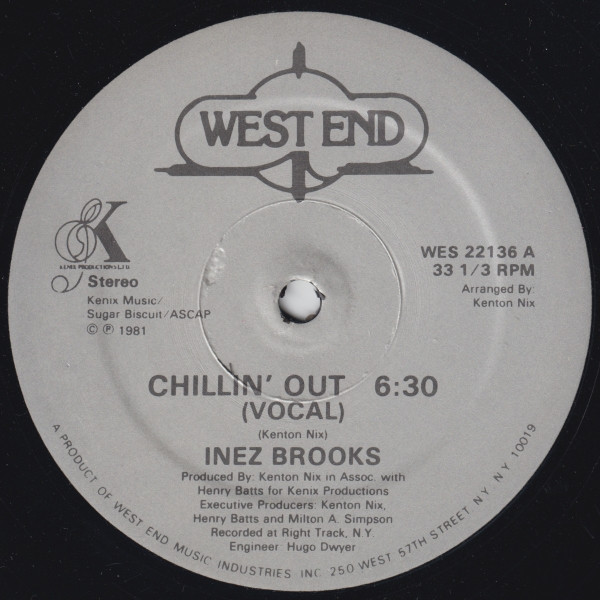 WEST END
K
KENIX PRODUCTIONS LTD
Stereo
Kenix Music/
Sugar Biscuit/ASCAP
© ℗ 1981
WES 22136 A
33 1/3 RPM
Arranged By:
Kenton Nix
CHILLIN' OUT 6:30
(VOCAL)
(Kenton Nix)
INEZ BROOKS
Produced By: Kenton Nix in Assoc. with
Henry Batts for Kenix Productions
Executive Producers: Kenton Nix,
Henry Batts and Milton A. Simpson
Recorded at Right Track, N.Y.
Engineer: Hugo Dwyer
A PRODUCT OF WEST END MUSIC INDUSTRIES INC 250 WEST 57TH STREET N.Y. N.Y 10019